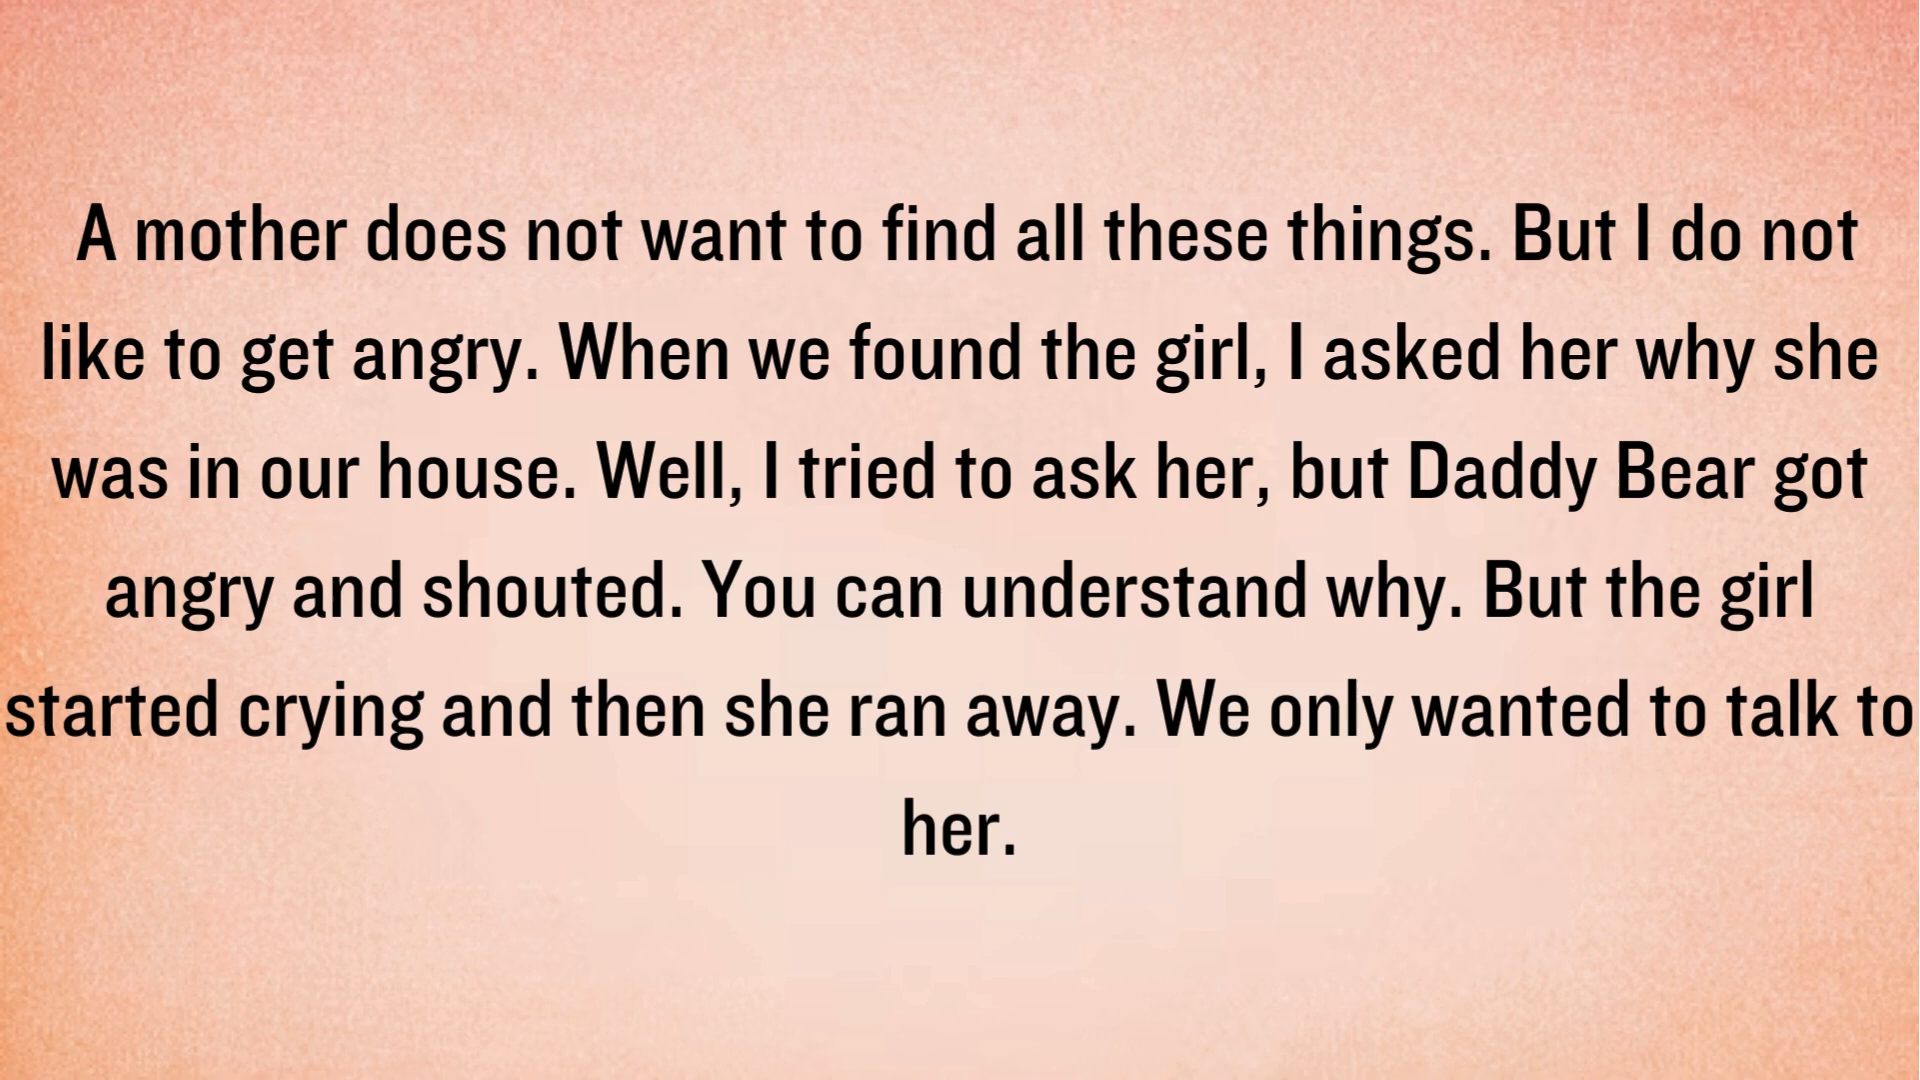 A mother does not want to find all these things. But I do not
like to get angry. When we found the girl, I asked her why she
was in our house. Well, I tried to ask her, but Daddy Bear got
angry and shouted. You can understand why. But the girl
started crying and then she ran away. We only wanted to talk to
her.